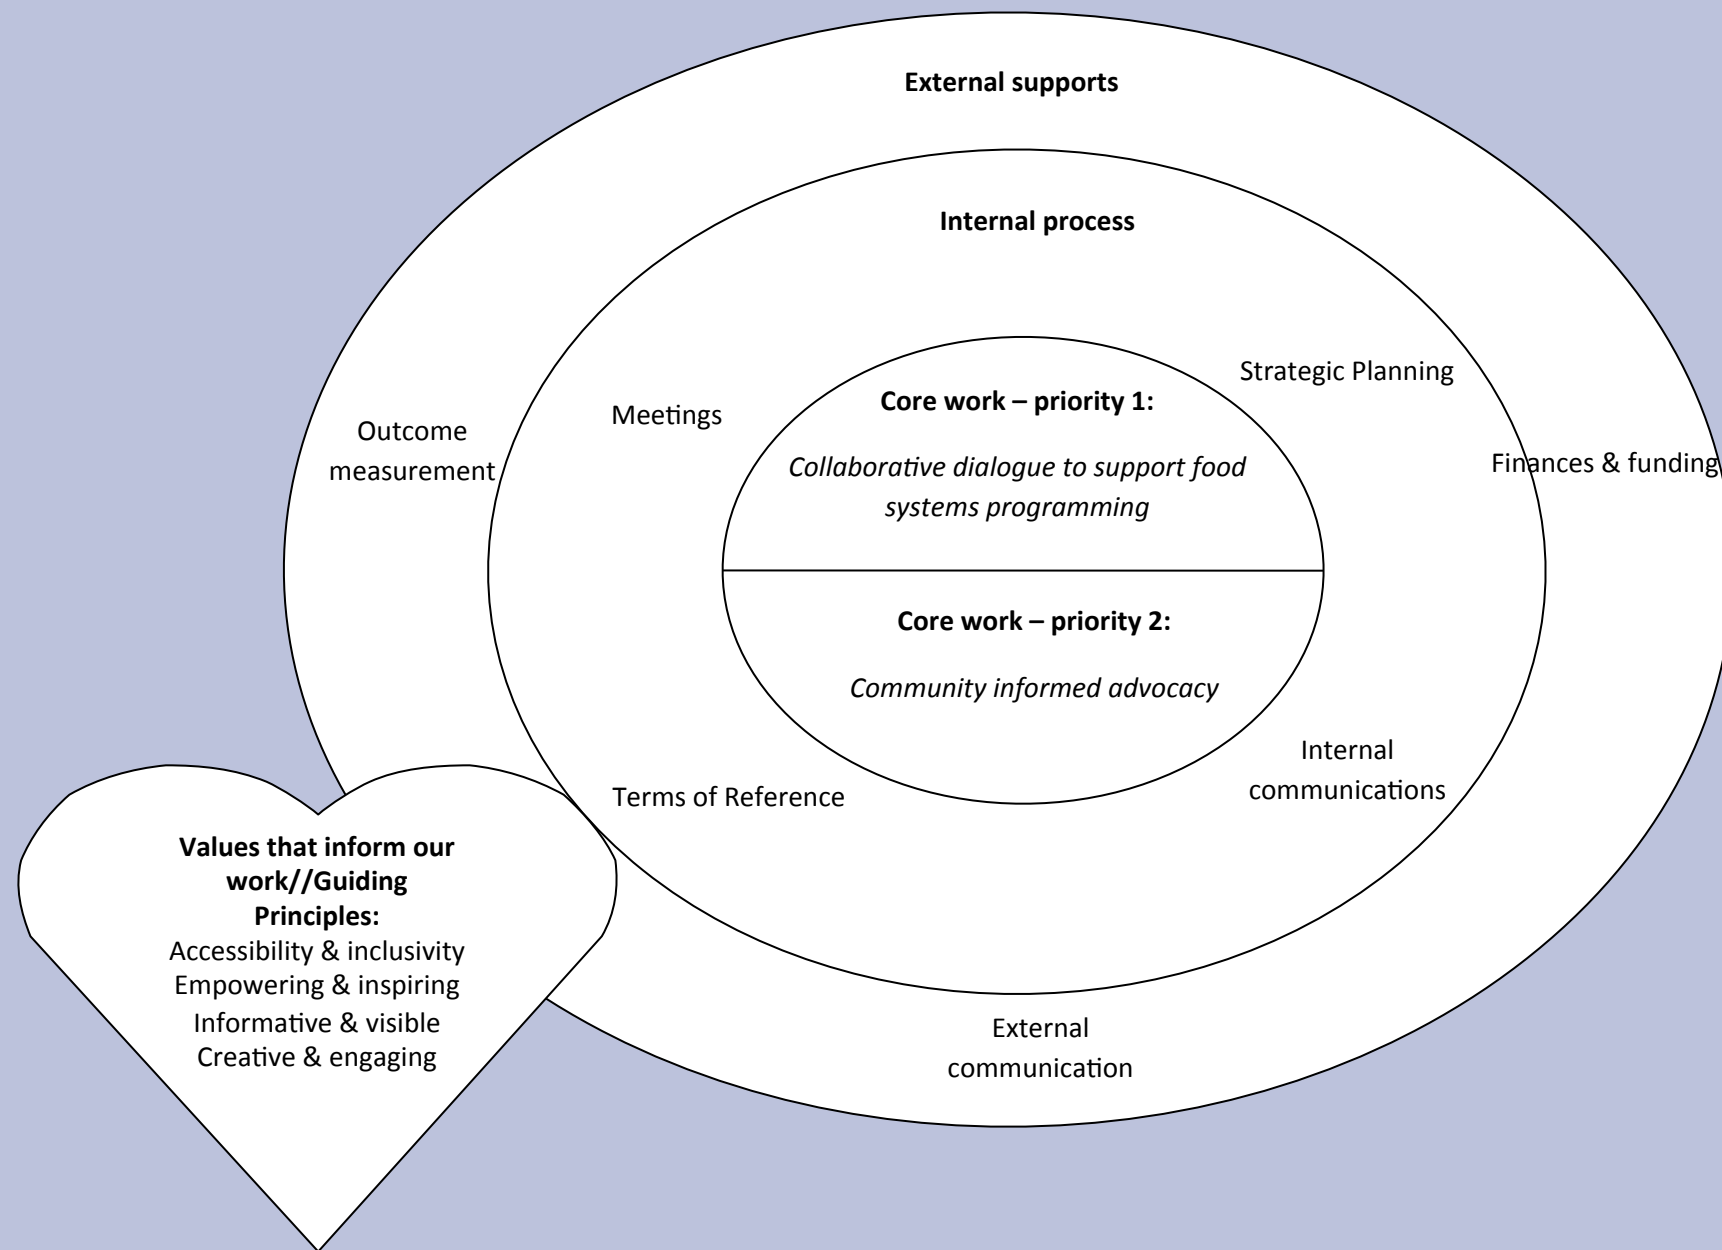 External supports
Internal process
Strategic Planning
Meetings
Core work – priority 1:
Outcome
measurement
Collaborative dialogue to support food
systems programming
Finances & funding
Core work – priority 2:
Community informed advocacy
Internal
communications
Terms of Reference
Values that inform our
work//Guiding
Principles:
Accessibility & inclusivity
Empowering & inspiring
Informative & visible
Creative & engaging
External
communication